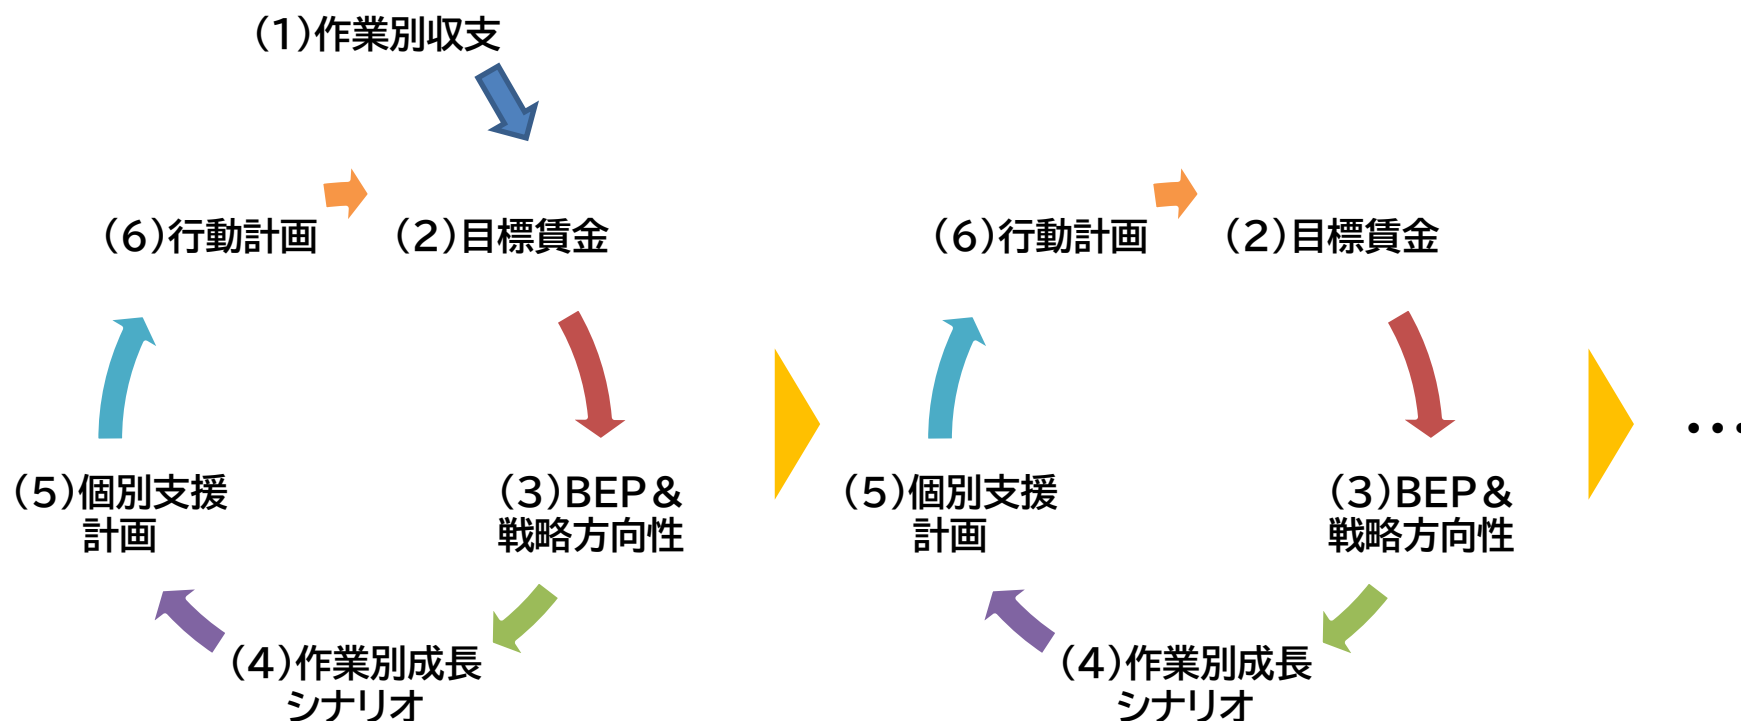 (1)作業別収支
(6)行動計画
(2)目標賃金
(5)個別支援
計画
(3)BEP&
戦略方向性
(4)作業別成長
シナリオ
(6)行動計画
(2)目標賃金
(5)個別支援
計画
(3)BEP&
戦略方向性
(4)作業別成長
シナリオ
・・・